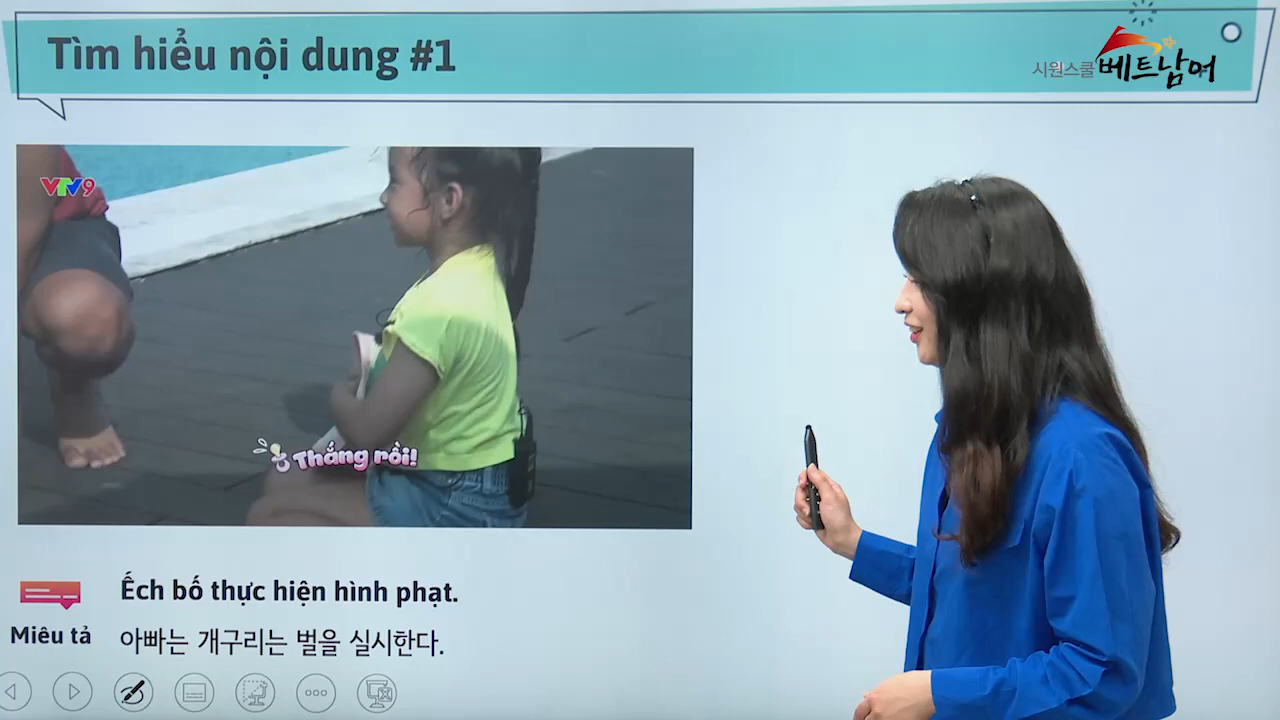 Tìm hiểu nội dung #1
시원스쿨 베트남어
VTV9
Thắng rồi!
Ếch bố thực hiện hình phạt.
Miêu tả
아빠는 개구리는 벌을 실시한다.